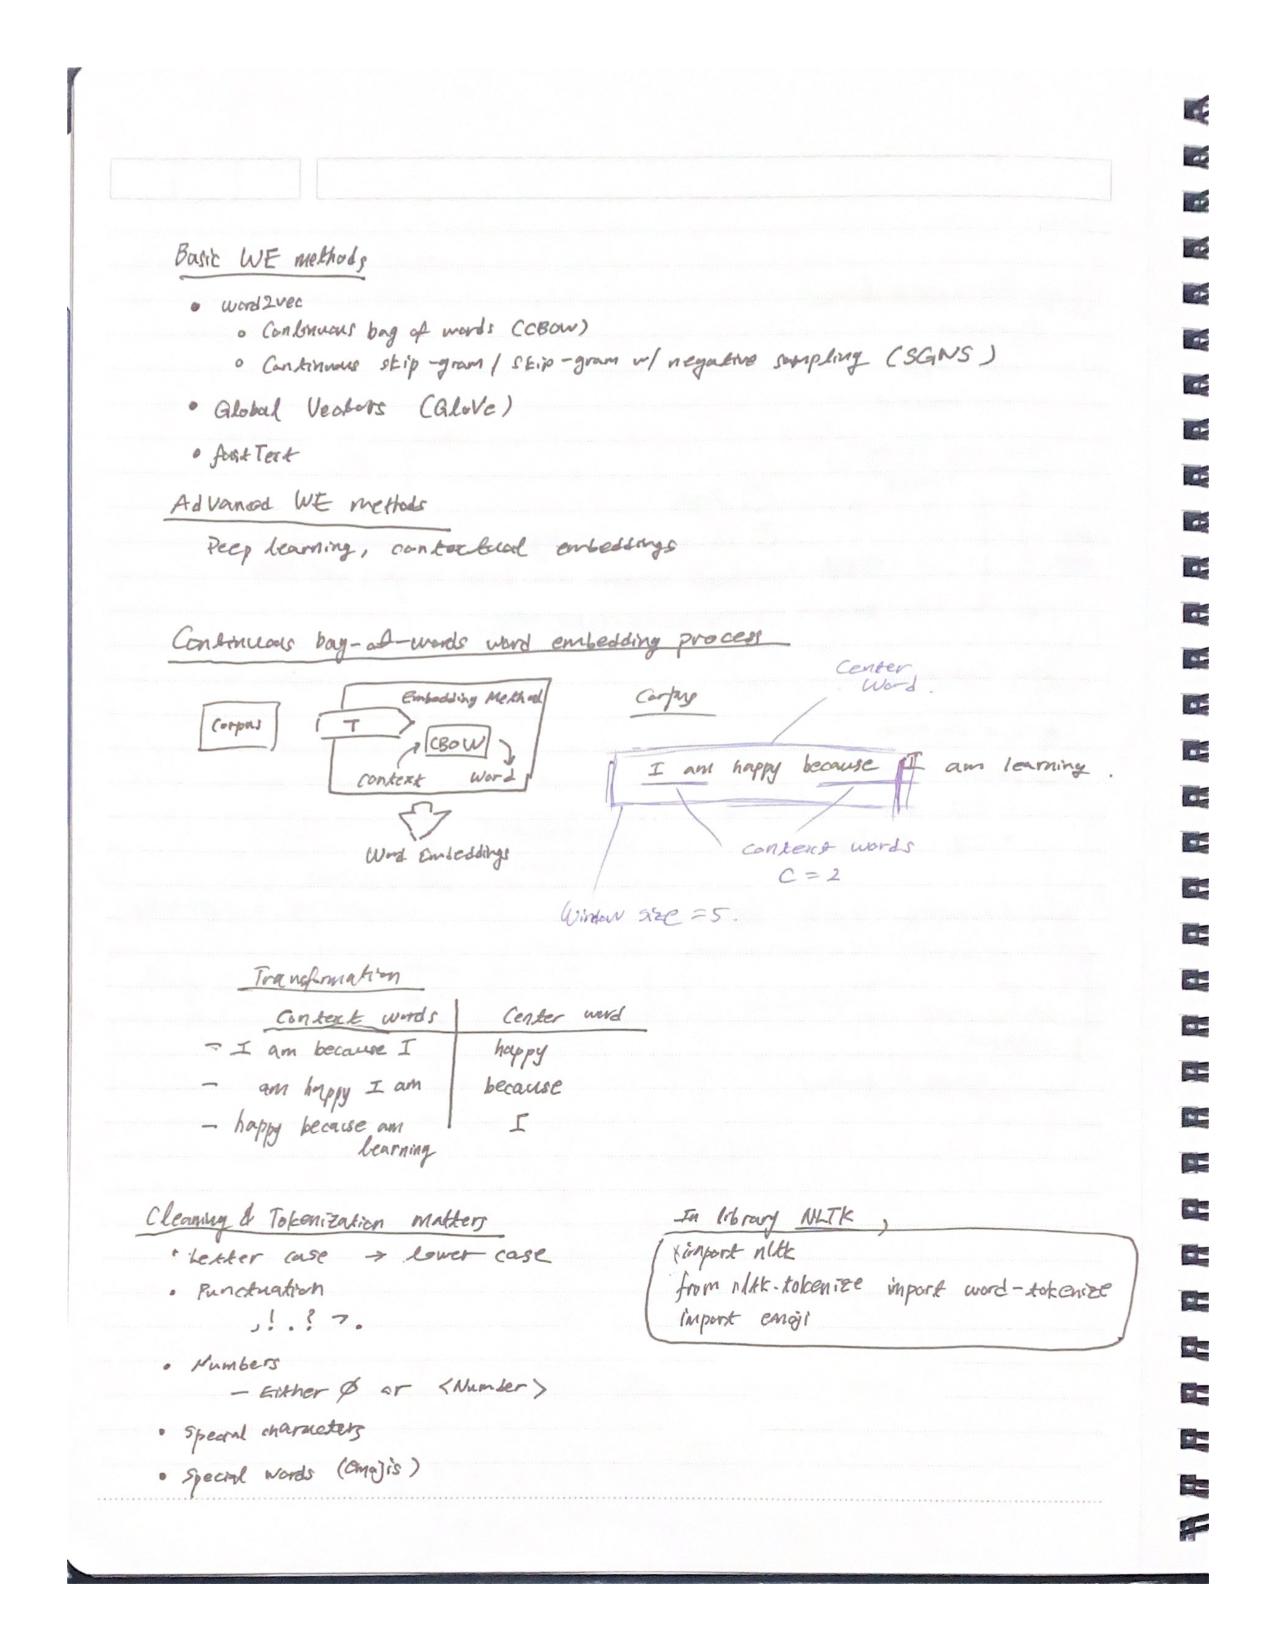 Basic WE methods
• word2vec
○ Continuous bag of words (CBOW)
○ Continuous skip-gram / skip-gram w/ negative sampling (SGNS)
• Global Vectors (GloVe)
• fastText
Advanced WE methods
Deep learning, contextual embeddings
Continuous bag-of-words word embedding process
Corpus
Embedding Method
T
CBOW
context word
Word Embeddings
Corpus
Center
Word.
I am happy because I am learning.
context words
C = 2
Window size = 5.
Transformation
Context words | Center word
- I am because I | happy
- am happy I am | because
- happy because am | I
learning
Cleaning & Tokenization matters
• Letter case → lower case
• Punctuation
, ! . ? → .
• Numbers
- Either ∅ or <Number>
• Special characters
• Special words (emojis)
In library NLTK,
import nltk
from nltk.tokenize import word-tokenize
import emoji